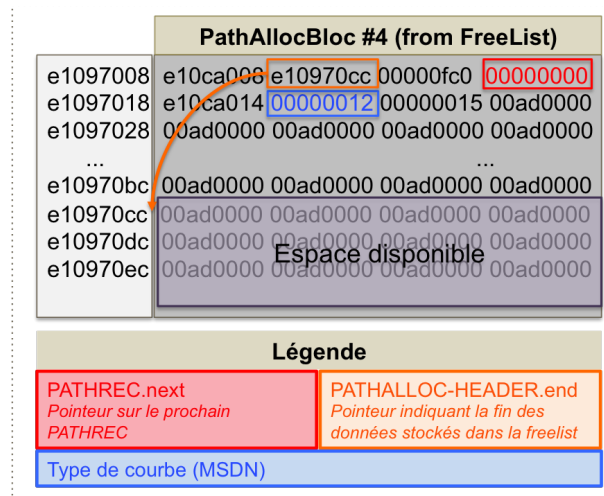 PathAllocBloc #4 (from FreeList)
e1097008 e10ca008 e10970cc 00000fc0 00000000
e1097018 e10ca014 00000012 00000015 00ad0000
e1097028 00ad0000 00ad0000 00ad0000 00ad0000
... ...
e10970bc 00ad0000 00ad0000 00ad0000 00ad0000
e10970cc 00ad0000 00ad0000 00ad0000 00ad0000
e10970dc 00ad0000 00ad0000 00ad0000 00ad0000
Espace disponible
e10970ec 00ad0000 00ad0000 00ad0000 00ad0000
Légende
PATHREC.next
Pointeur sur le prochain
PATHREC
PATHALLOC-HEADER.end
Pointeur indiquant la fin des
données stockés dans la freelist
Type de courbe (MSDN)